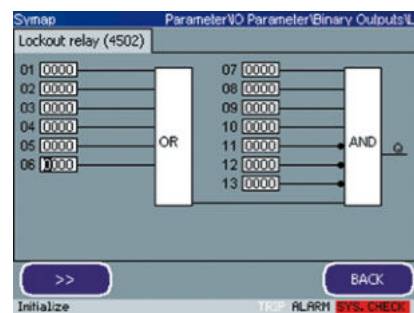 Symap Parameter\IO Parameter\Binary Outputs\L
Lockout relay (4502)
01 0000
02 0000
03 0000
04 0000
05 0000
06 0000
OR
07 0000
08 0000
09 0000
10 0000
11 0000
12 0000
13 0000
AND
Q
>>
BACK
Initialize TRIP ALARM SYS. CHECK